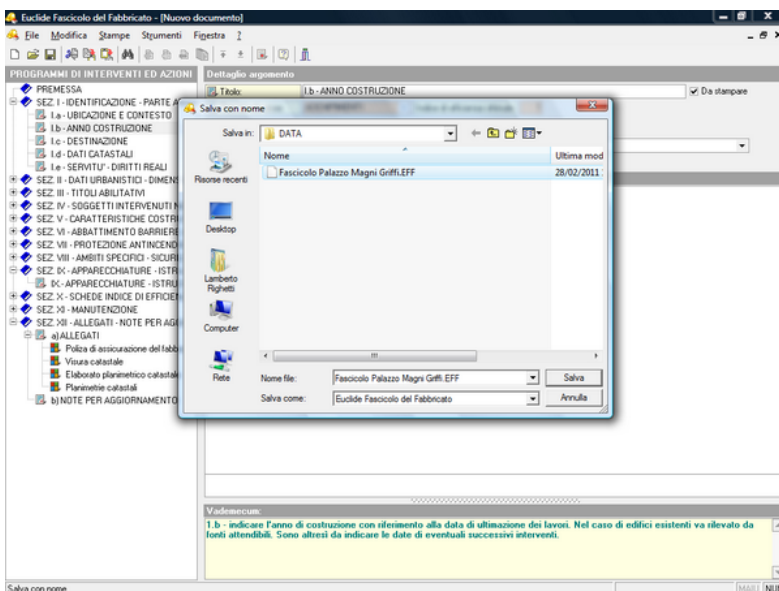 Euclide Fascicolo del Fabbricato - [Nuovo documento]
File Modifica Stampe Strumenti Finestra ?
PROGRAMMI DI INTERVENTI ED AZIONI
PREMESSA
SEZ. I - IDENTIFICAZIONE - PARTE A
I.a - UBICAZIONE E CONTESTO
I.b - ANNO COSTRUZIONE
I.c - DESTINAZIONE
I.d - DATI CATASTALI
I.e - SERVITU' - DIRITTI REALI
SEZ. II - DATI URBANISTICI - DIMENS
SEZ. III - TITOLI ABILITATIVI
SEZ. IV - SOGGETTI INTERVENUTI N
SEZ. V - CARATTERISTICHE COSTRU
SEZ. VI - ABBATTIMENTO BARRIERE
SEZ. VII - PROTEZIONE ANTINCEND
SEZ. VIII - AMBITI SPECIFICI - SICUR
SEZ. IX - APPARECCHIATURE - ISTR
IX. - APPARECCHIATURE - ISTRU
SEZ. X - SCHEDE INDICE DI EFFICIEN
SEZ. XI - MANUTENZIONE
SEZ. XII - ALLEGATI - NOTE PER AGG
a) ALLEGATI
Poliza di assicurazione del fabb
Visura catastale
Elaborato planimetrico catastale
Planimetrie catastali
b) NOTE PER AGGIORNAMENTO
Dettaglio argomento
Titolo: I.b - ANNO COSTRUZIONE
Da stampare
Salva con nome
Salva in: DATA
Nome Ultima mod
Fascicolo Palazzo Magni Griffi.EFF 28/02/2011
Risorse recenti
Desktop
Lamberto
Righetti
Computer
Rete
Nome file: Fascicolo Palazzo Magni Griffi.EFF Salva
Salva come: Euclide Fascicolo del Fabbricato Annulla
Vademecum:
1.b - indicare l'anno di costruzione con riferimento alla data di ultimazione dei lavori. Nel caso di edifici esistenti va rilevato da
fonti attendibili. Sono altresì da indicare le date di eventuali successivi interventi.
Salva con nome
MAIU NU